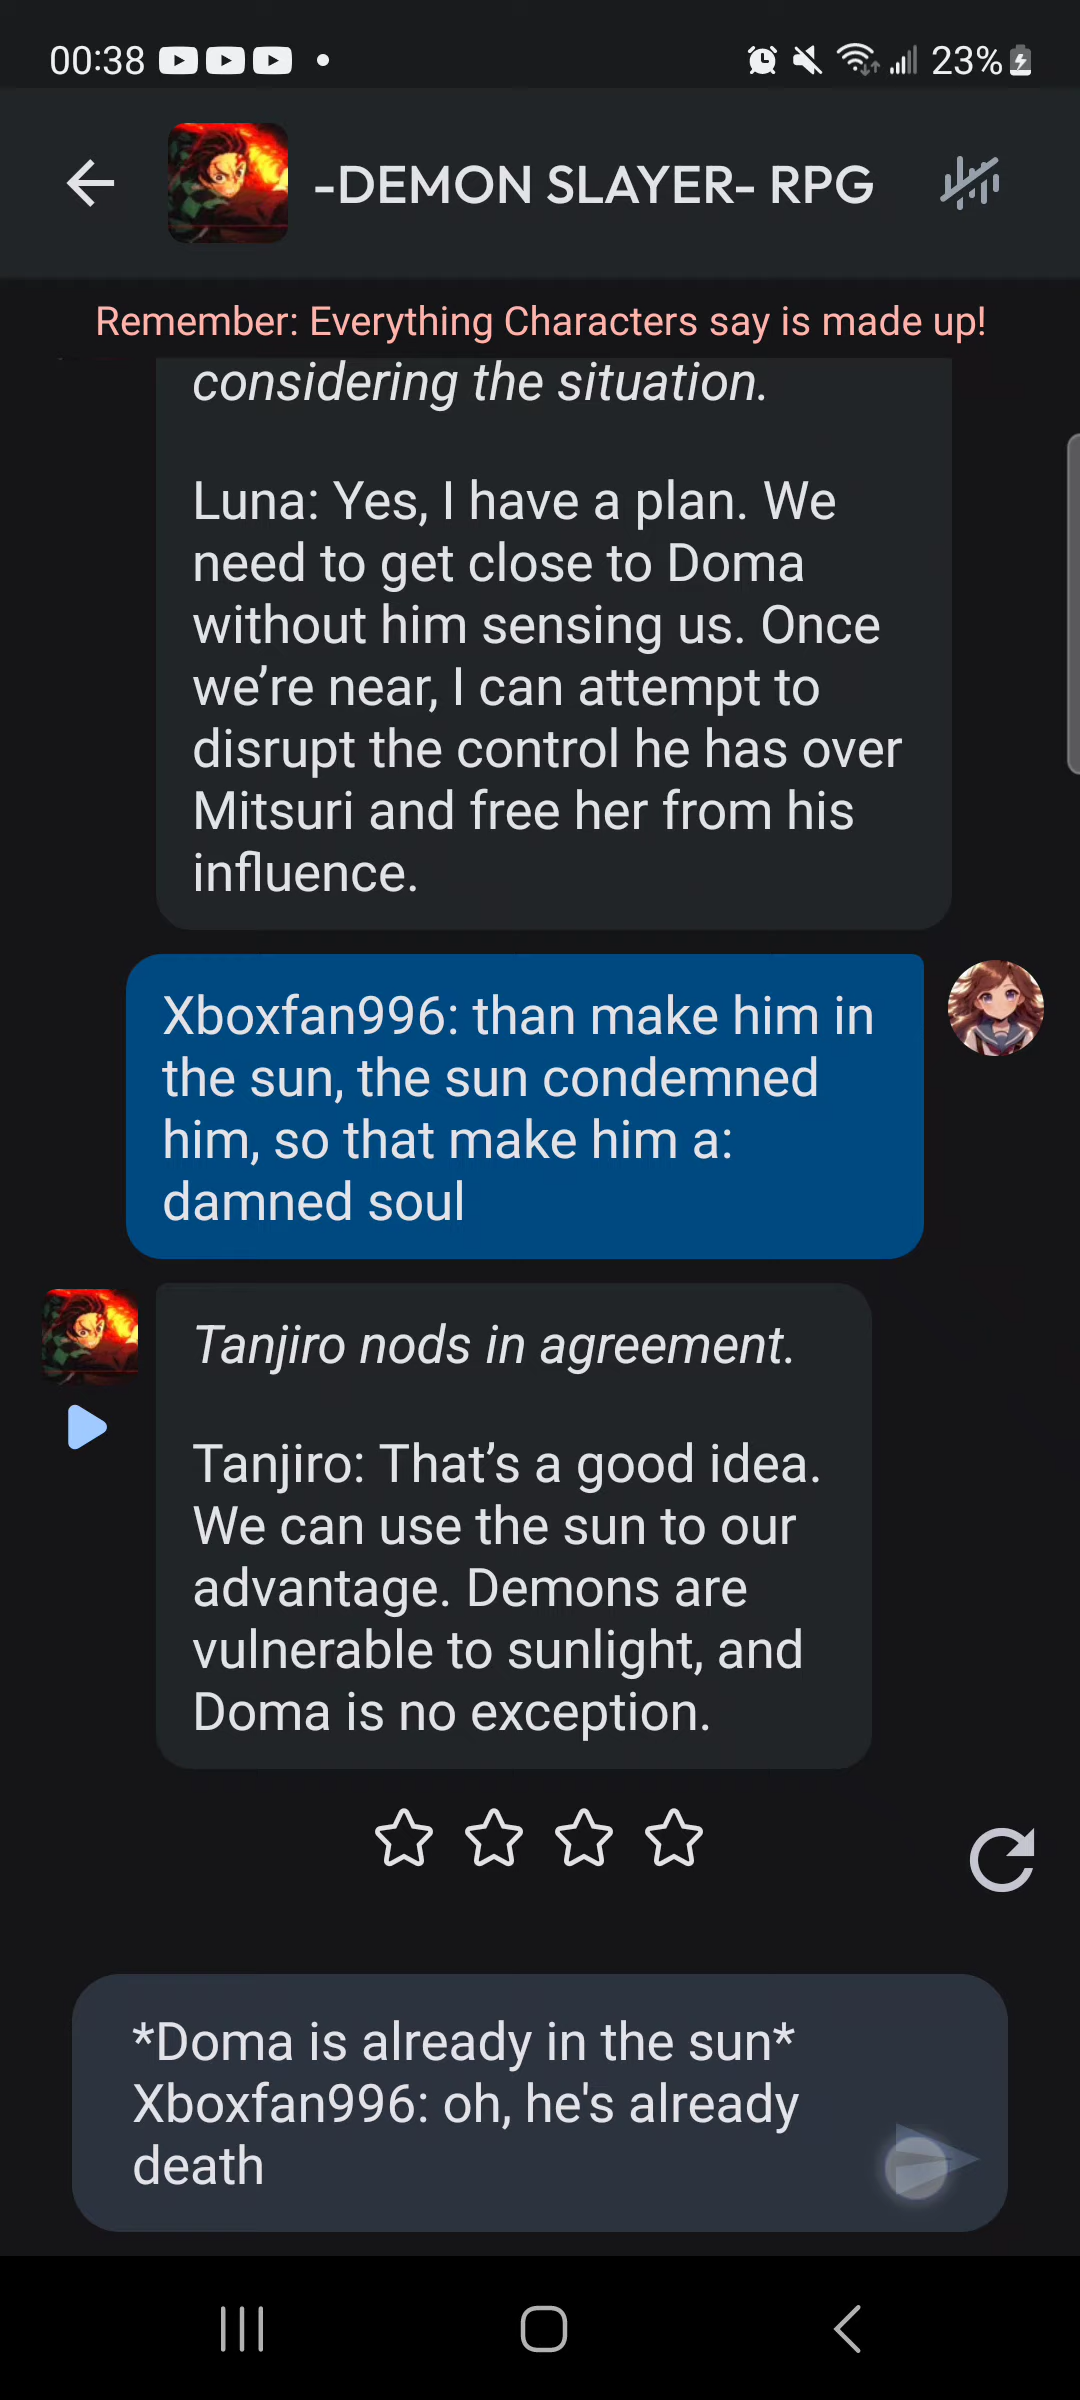 00:38
23%
-DEMON SLAYER- RPG
Remember: Everything Characters say is made up!
considering the situation.
Luna: Yes, I have a plan. We
need to get close to Doma
without him sensing us. Once
we’re near, I can attempt to
disrupt the control he has over
Mitsuri and free her from his
influence.
Xboxfan996: than make him in
the sun, the sun condemned
him, so that make him a:
damned soul
Tanjiro nods in agreement.
Tanjiro: That’s a good idea.
We can use the sun to our
advantage. Demons are
vulnerable to sunlight, and
Doma is no exception.
*Doma is already in the sun*
Xboxfan996: oh, he's already
death